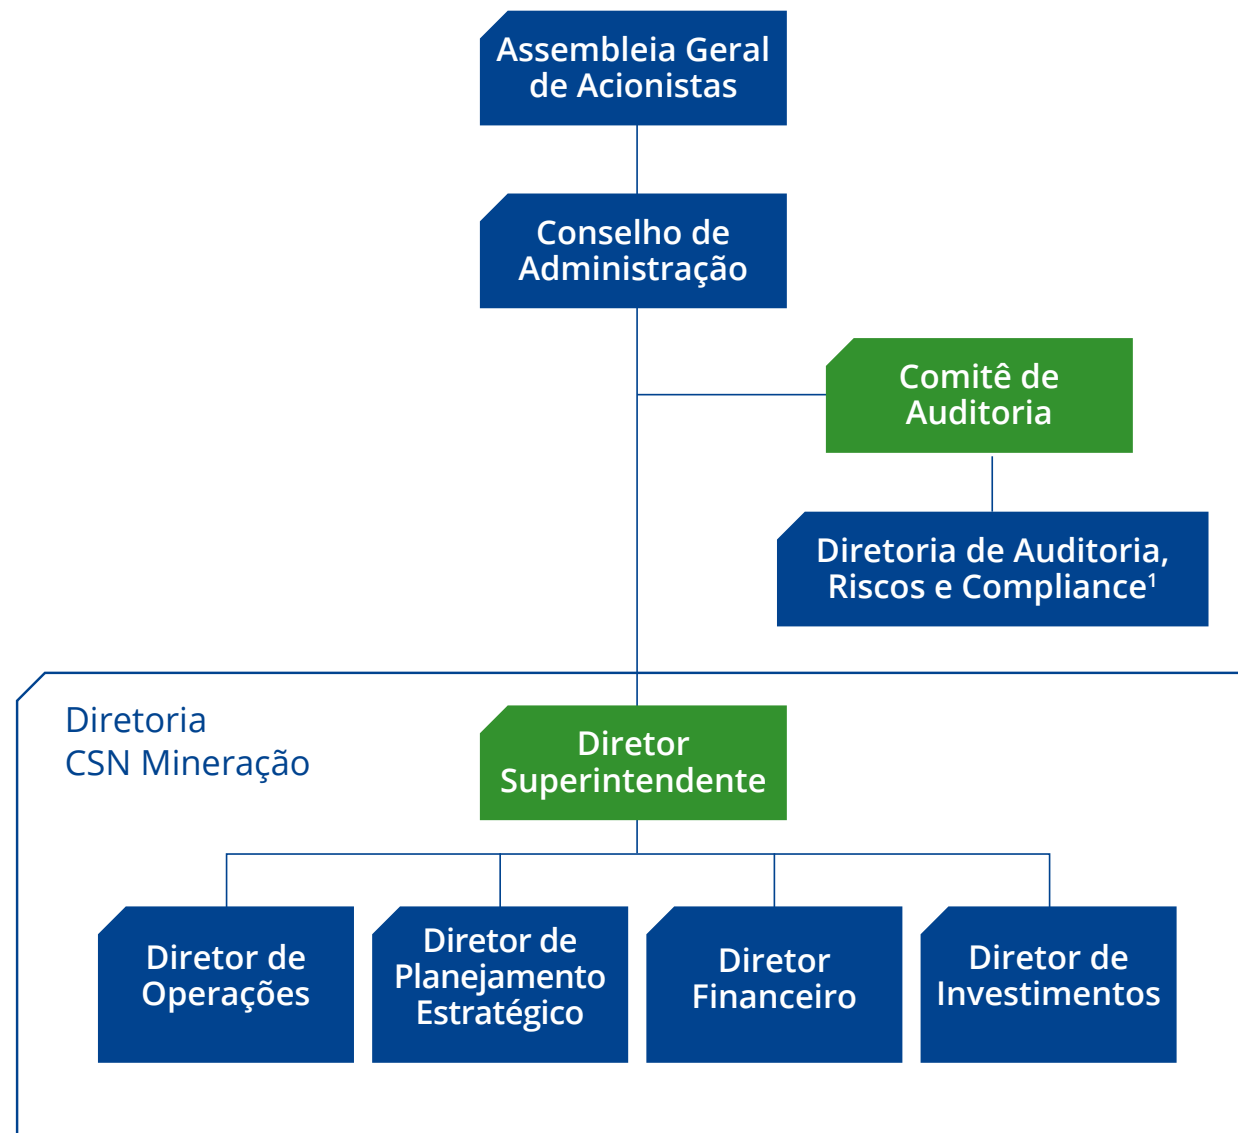 Assembleia Geral
de Acionistas
Conselho de
Administração
Comitê de
Auditoria
Diretoria de Auditoria,
Riscos e Compliance¹
Diretoria
CSN Mineração
Diretor
Superintendente
Diretor de
Operações
Diretor de
Planejamento
Estratégico
Diretor
Financeiro
Diretor de
Investimentos